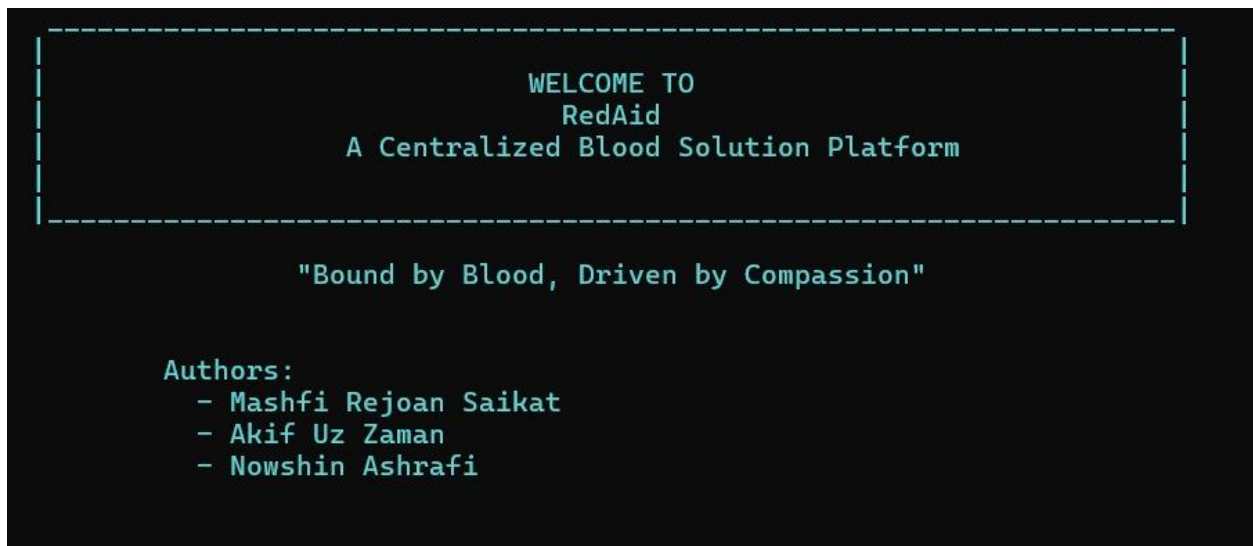 WELCOME TO
RedAid
A Centralized Blood Solution Platform
"Bound by Blood, Driven by Compassion"
Authors:
- Mashfi Rejoan Saikat
- Akif Uz Zaman
- Nowshin Ashrafi